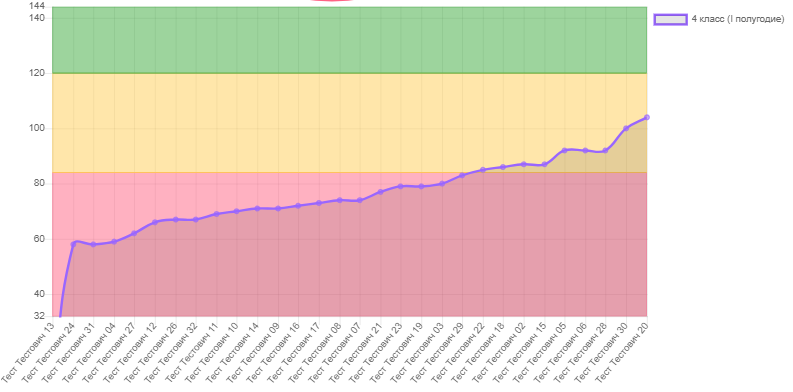 144
140
120
100
80
60
40
32
4 класс (I полугодие)
Тест Тестович 13
Тест Тестович 24
Тест Тестович 31
Тест Тестович 04
Тест Тестович 27
Тест Тестович 12
Тест Тестович 26
Тест Тестович 32
Тест Тестович 11
Тест Тестович 10
Тест Тестович 14
Тест Тестович 09
Тест Тестович 16
Тест Тестович 17
Тест Тестович 08
Тест Тестович 07
Тест Тестович 21
Тест Тестович 23
Тест Тестович 19
Тест Тестович 03
Тест Тестович 29
Тест Тестович 22
Тест Тестович 18
Тест Тестович 02
Тест Тестович 15
Тест Тестович 05
Тест Тестович 06
Тест Тестович 28
Тест Тестович 30
Тест Тестович 20